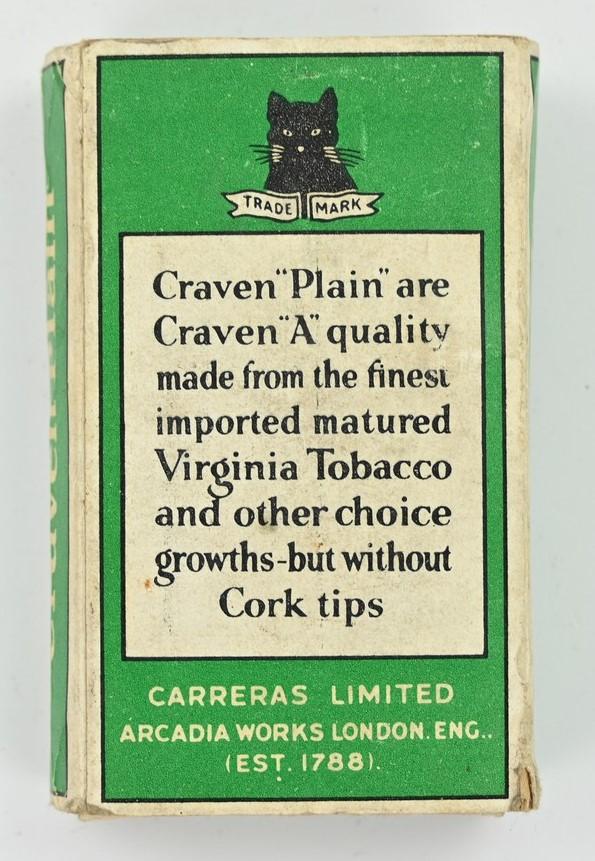 TRADE MARK
Craven "Plain" are
Craven "A" quality
made from the finest
imported matured
Virginia Tobacco
and other choice
growths-but without
Cork tips
CARRERAS LIMITED
ARCADIA WORKS LONDON. ENG..
(EST. 1788).